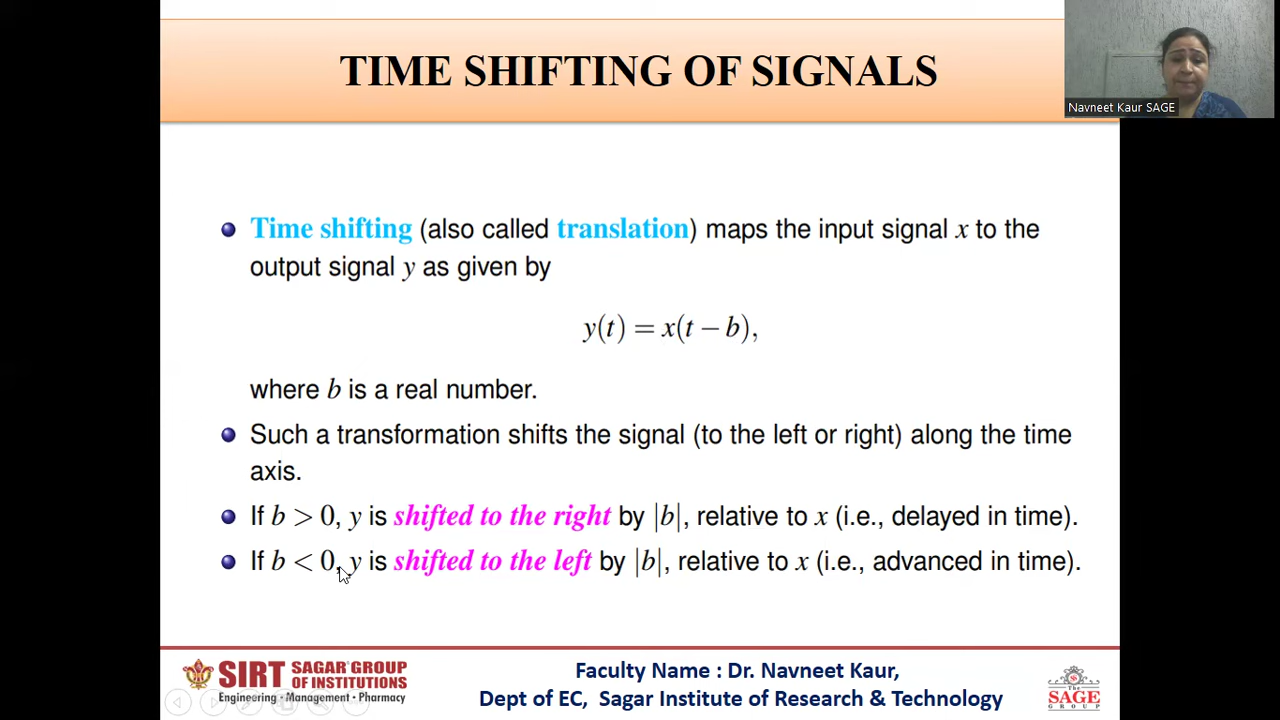 TIME SHIFTING OF SIGNALS
Navneet Kaur SAGE
Time shifting (also called translation) maps the input signal x to the
output signal y as given by
y(t) = x(t − b),
where b is a real number.
Such a transformation shifts the signal (to the left or right) along the time
axis.
If b > 0, y is shifted to the right by |b|, relative to x (i.e., delayed in time).
If b < 0, y is shifted to the left by |b|, relative to x (i.e., advanced in time).
SIRT SAGAR GROUP
OF INSTITUTIONS
Engineering • Management • Pharmacy
Faculty Name : Dr. Navneet Kaur,
Dept of EC, Sagar Institute of Research & Technology
The
SAGE
GROUP